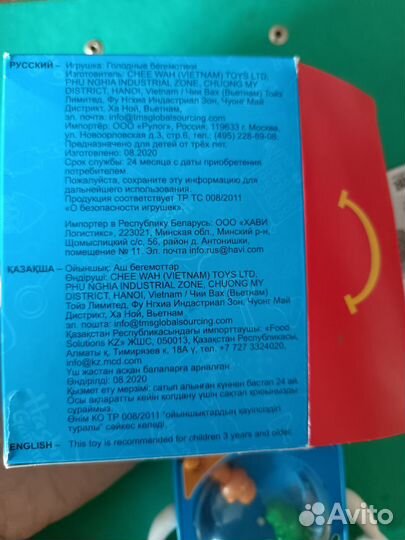 РУССКИЙ – Игрушка: Голодные бегемотики
Изготовитель: CHEE WAH (VIETNAM) TOYS LTD,
PHU NGHIA INDUSTRIAL ZONE, CHUONG MY
DISTRICT, HANOI, Vietnam / Чии Вах (Вьетнам) Тойз
Лимитед, Фу Нгхиа Индастриал Зон, Чуонг Май
Дистрикт, Ха Ной, Вьетнам,
эл. почта: info@tmsglobalsourcing.com
Импортёр: ООО «Рулог», Россия, 119633 г. Москва,
ул. Новоорловская д.3, стр.6, тел. (495) 228-89-08.
Предназначено для детей от трёх лет.
Изготовлено: 08.2020
Срок службы: 24 месяца с даты приобретения
потребителем.
Пожалуйста, сохраните эту информацию для
дальнейшего использования.
Продукция соответствует ТР ТС 008/2011
«О безопасности игрушек».
Импортер в Республику Беларусь: ООО «ХАВИ
Логистикс», 223021, Минская обл., Минский р-н,
Щомыслицкий с/с, 56, район д. Антонишки,
помещение № 11. Эл. почта info.rus@havi.com
ҚАЗАҚША – Ойыншық: Аш бегемоттар
Өндіруші: CHEE WAH (VIETNAM) TOYS LTD,
PHU NGHIA INDUSTRIAL ZONE, CHUONG MY
DISTRICT, HANOI, Vietnam / Чии Вах (Вьетнам)
Тойз Лимитед, Фу Нгхиа Индастриал Зон, Чуонг Май
Дистрикт, Ха Ной, Вьетнам,
эл. пошта: info@tmsglobalsourcing.com
Қазақстан Республикасындағы импорттаушы: «Food
Solutions KZ» ЖШС, 050013, Қазақстан Республикасы,
Алматы қ. Тимирязев к, 18А ү, тел. +7 727 3324020,
info@kz.mcd.com
Үш жастан асқан балаларға арналған
Өндірілді: 08.2020
Қызмет ету мерзімі: сатып алынған күнінен бастап 24 ай
Осы ақпаратты кейін қолдану үшін сақтап қоюыңызды
сұраймыз.
Өнім КО ТР 008/2011 "ойыншықтардың қауіпсіздігі
туралы" сәйкес келеді.
ENGLISH – This toy is recommended for children 3 years and older.
Avito